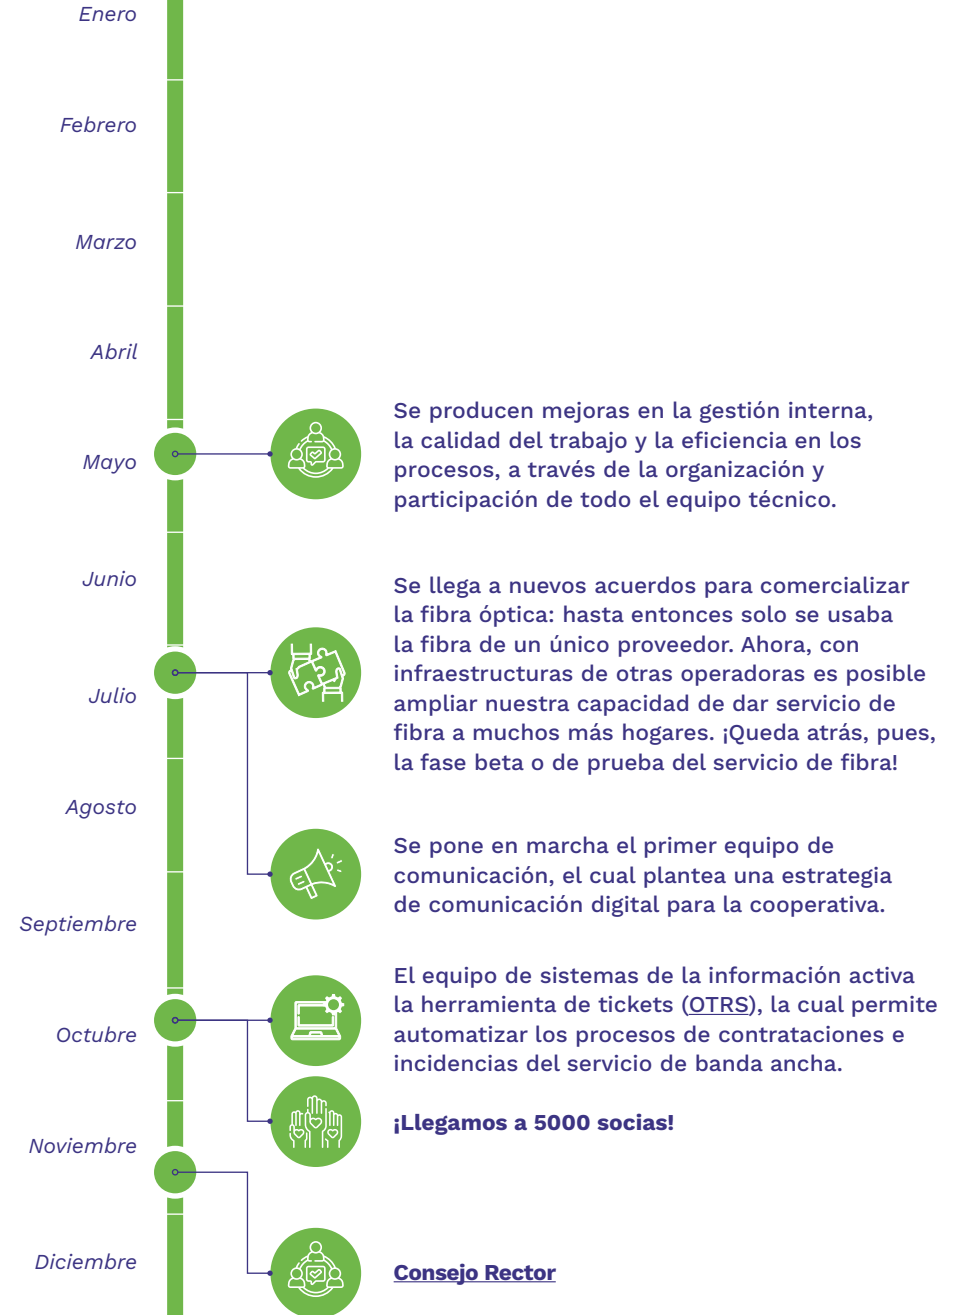 Enero
Febrero
Marzo
Abril
Mayo
Se producen mejoras en la gestión interna,
la calidad del trabajo y la eficiencia en los
procesos, a través de la organización y
participación de todo el equipo técnico.
Junio
Julio
Se llega a nuevos acuerdos para comercializar
la fibra óptica: hasta entonces solo se usaba
la fibra de un único proveedor. Ahora, con
infraestructuras de otras operadoras es posible
ampliar nuestra capacidad de dar servicio de
fibra a muchos más hogares. ¡Queda atrás, pues,
la fase beta o de prueba del servicio de fibra!
Agosto
Se pone en marcha el primer equipo de
comunicación, el cual plantea una estrategia
de comunicación digital para la cooperativa.
Septiembre
Octubre
El equipo de sistemas de la información activa
la herramienta de tickets (OTRS), la cual permite
automatizar los procesos de contrataciones e
incidencias del servicio de banda ancha.
¡Llegamos a 5000 socias!
Noviembre
Diciembre
Consejo Rector